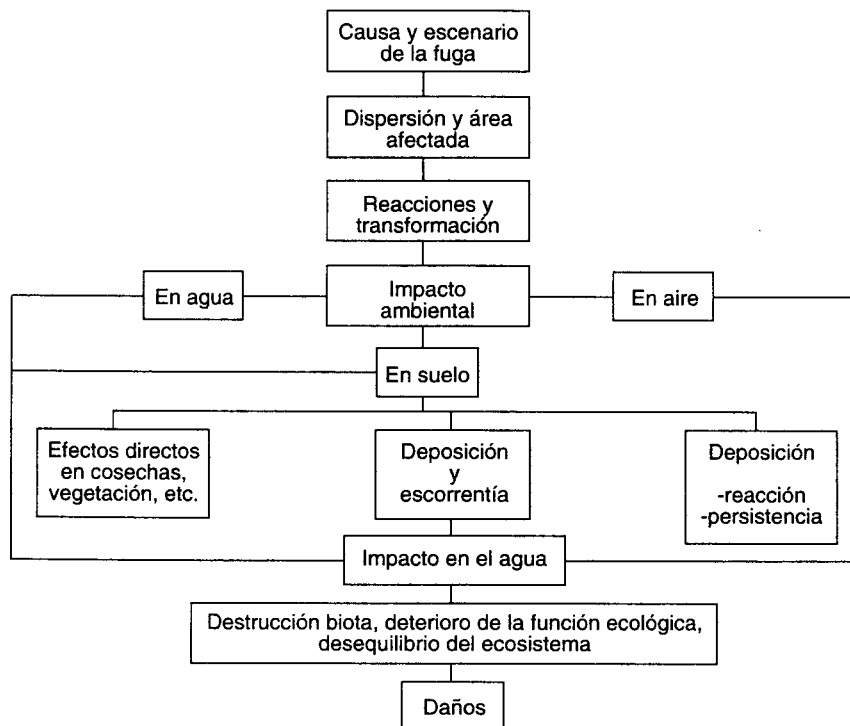 Causa y escenario
de la fuga
Dispersión y área
afectada
Reacciones y
transformación
En agua
Impacto
ambiental
En aire
En suelo
Efectos directos
en cosechas,
vegetación, etc.
Deposición
y
escorrentía
Deposición
-reacción
-persistencia
Impacto en el agua
Destrucción biota, deterioro de la función ecológica,
desequilibrio del ecosistema
Daños